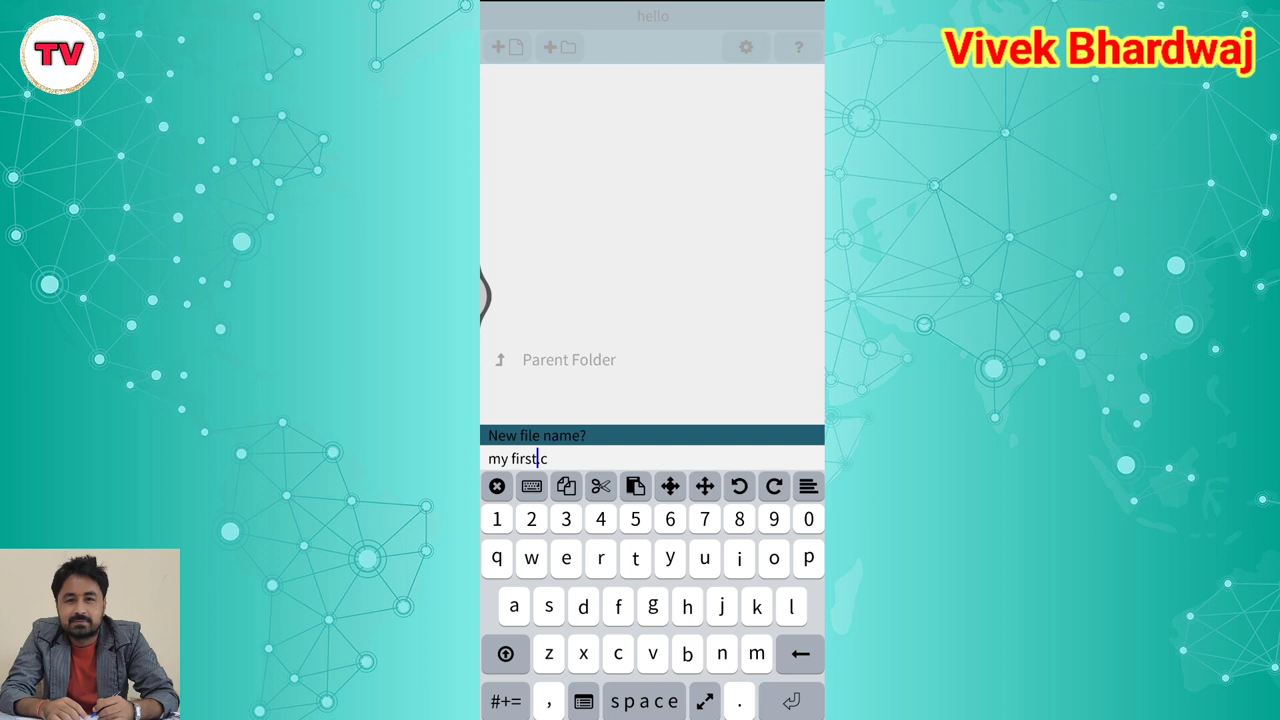 TV
Vivek Bhardwaj
hello
?
Parent Folder
New file name?
my first.c
1 2 3 4 5 6 7 8 9 0
q w e r t y u i o p
a s d f g h j k l
z x c v b n m
#+= , space .